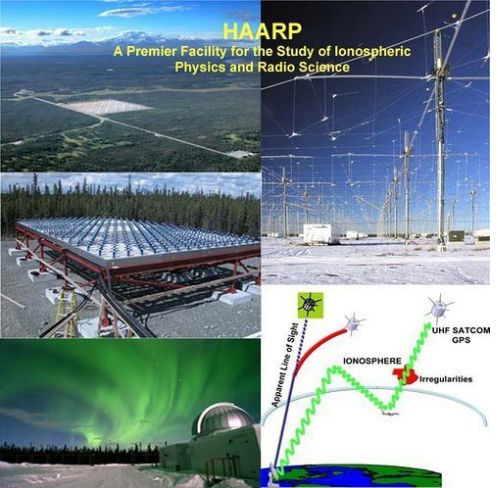 HAARP
A Premier Facility for the Study of Ionospheric
Physics and Radio Science
Apparent Line of Sight
UHF SATCOM
GPS
IONOSPHERE
Irregularities